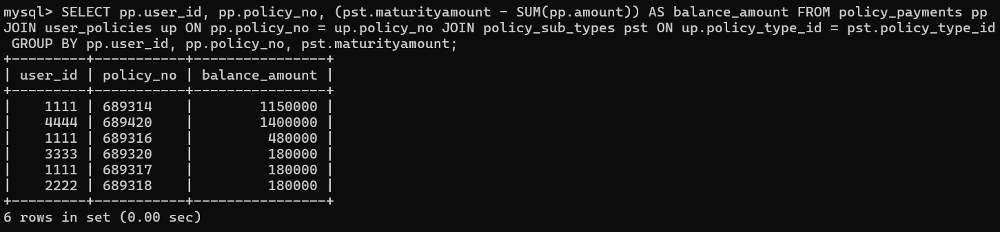 mysql> SELECT pp.user_id, pp.policy_no, (pst.maturityamount - SUM(pp.amount)) AS balance_amount FROM policy_payments pp
JOIN user_policies up ON pp.policy_no = up.policy_no JOIN policy_sub_types pst ON up.policy_type_id = pst.policy_type_id
 GROUP BY pp.user_id, pp.policy_no, pst.maturityamount;
+---------+-----------+----------------+
| user_id | policy_no | balance_amount |
+---------+-----------+----------------+
|    1111 | 689314    |        1150000 |
|    4444 | 689420    |        1400000 |
|    1111 | 689316    |         480000 |
|    3333 | 689320    |         180000 |
|    1111 | 689317    |         180000 |
|    2222 | 689318    |         180000 |
+---------+-----------+----------------+
6 rows in set (0.00 sec)